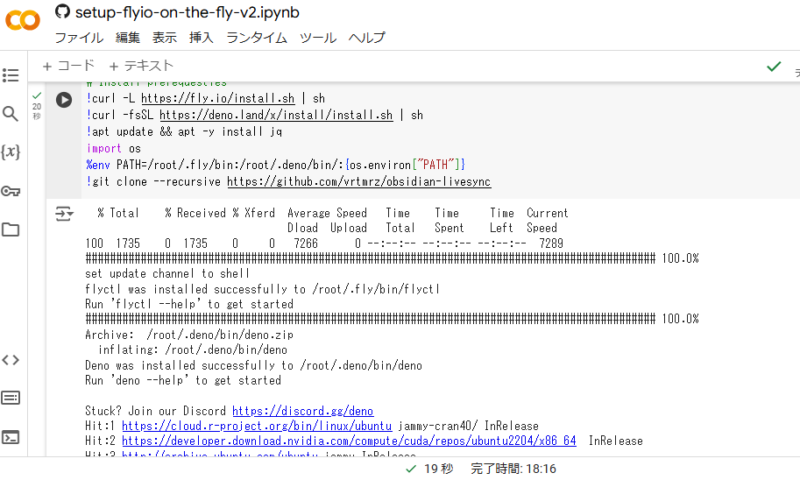 setup-flyio-on-the-fly-v2.ipynb
ファイル 編集 表示 挿入 ランタイム ツール ヘルプ
+ コード + テキスト
# Install prerequesties
20
秒
!curl -L https://fly.io/install.sh | sh
!curl -fsSL https://deno.land/x/install/install.sh | sh
!apt update && apt -y install jq
import os
%env PATH=/root/.fly/bin:/root/.deno/bin/:{os.environ["PATH"]}
!git clone --recursive https://github.com/vrtmrz/obsidian-livesync
% Total % Received % Xferd Average Speed Time Time Time Current
Dload Upload Total Spent Left Speed
100 1735 0 1735 0 0 7266 0 --:--:-- --:--:-- --:--:-- 7289
######################################################################## 100.0%
set update channel to shell
flyctl was installed successfully to /root/.fly/bin/flyctl
Run 'flyctl --help' to get started
######################################################################## 100.0%
Archive: /root/.deno/bin/deno.zip
inflating: /root/.deno/bin/deno
Deno was installed successfully to /root/.deno/bin/deno
Run 'deno --help' to get started
Stuck? Join our Discord https://discord.gg/deno
Hit:1 https://cloud.r-project.org/bin/linux/ubuntu jammy-cran40/ InRelease
Hit:2 https://developer.download.nvidia.com/compute/cuda/repos/ubuntu2204/x86_64 InRelease
Hit:3 http://archive.ubuntu.com/ubuntu jammy InRelease
19 秒 完了時間: 18:16